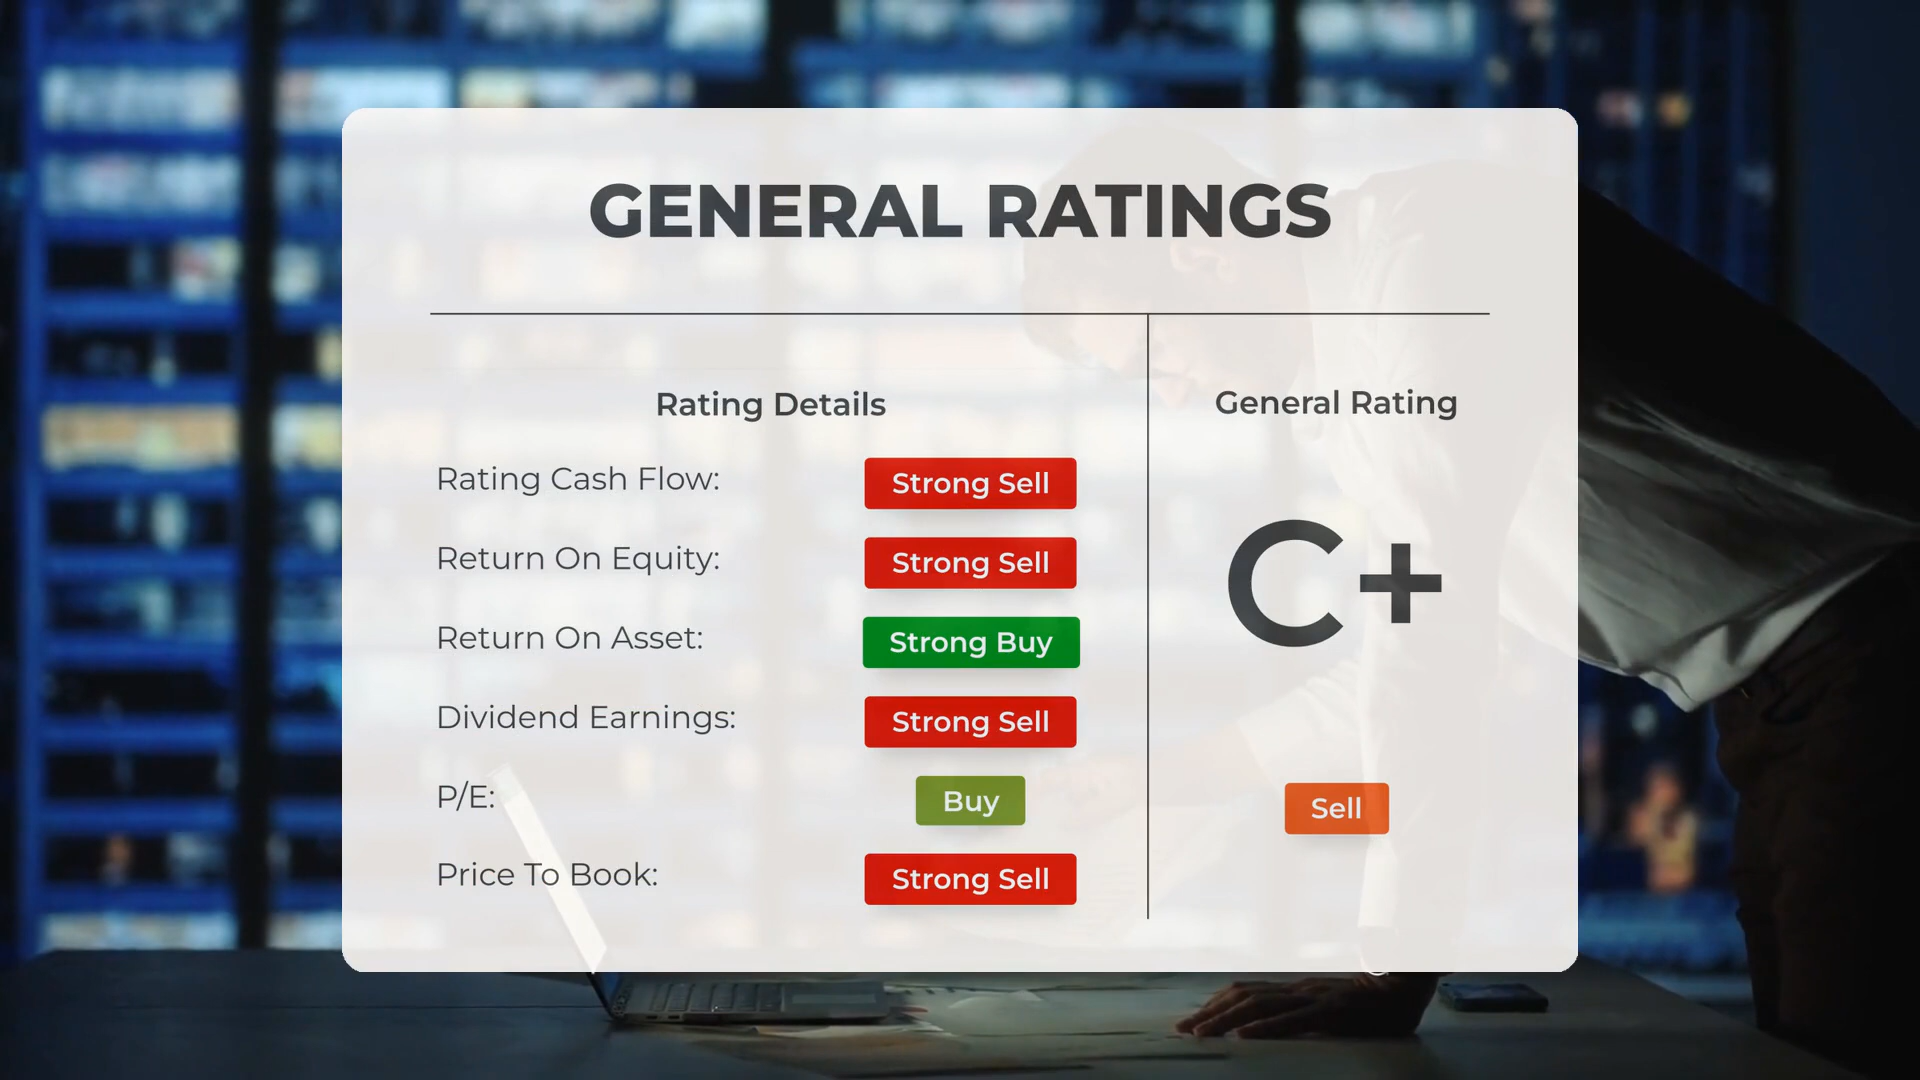 GENERAL RATINGS
Rating Details
Rating Cash Flow: Strong Sell
Return On Equity: Strong Sell
Return On Asset: Strong Buy
Dividend Earnings: Strong Sell
P/E: Buy
Price To Book: Strong Sell
General Rating
C+
Sell